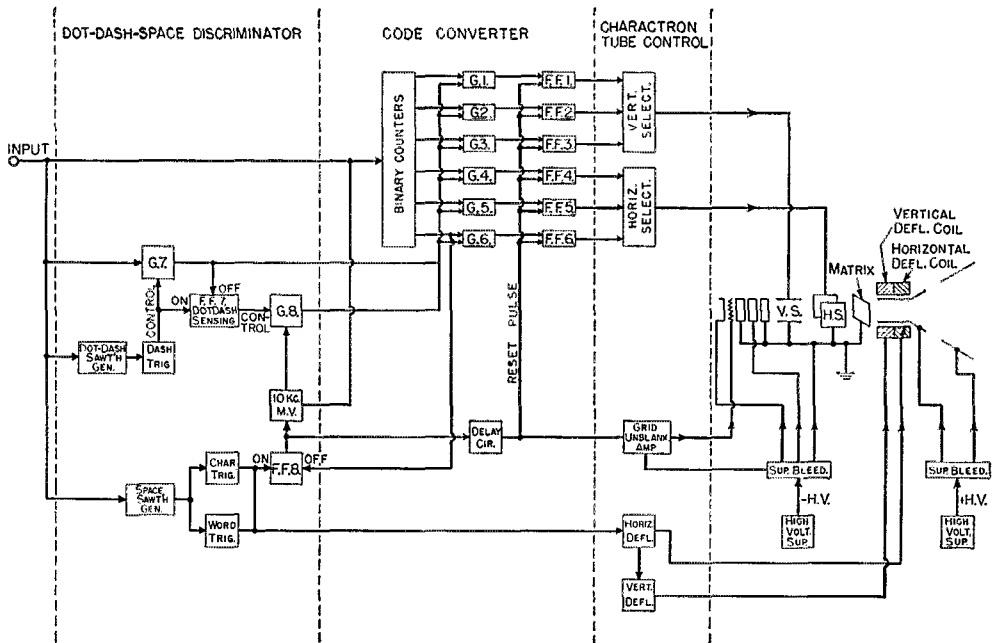 DOT-DASH-SPACE DISCRIMINATOR
CODE CONVERTER
CHARACTRON
TUBE CONTROL
INPUT
BINARY COUNTERS
G.1.
G.2.
G.3.
G.4.
G.5.
G.6.
F.F.1.
F.F.2
F.F.3.
F.F.4.
F.F.5.
F.F.6.
VERT.
SELECT.
HORIZ.
SELECT.
VERTICAL
DEFL. COIL
HORIZONTAL
DEFL. COIL
MATRIX
V.S.
H.S.
G.7.
CONTROL
ON
OFF
F.F.7.
DOT-DASH
SENSING
CON-
TROL
G.8.
DOT-DASH
SAWT'H
GEN.
DASH
TRIG.
10 KC.
M.V.
RESET PULSE
DELAY
CIR.
GRID
UNBLANK
AMP
CHAR
TRIG.
ON
OFF
F.F.8.
SPACE
SAWT'H
GEN.
WORD
TRIG.
SUP. BLEED.
-H.V.
HIGH
VOLT.
SUP.
SUP. BLEED.
+H.V.
HIGH
VOLT.
SUP.
HORIZ
DEFL.
VERT.
DEFL.